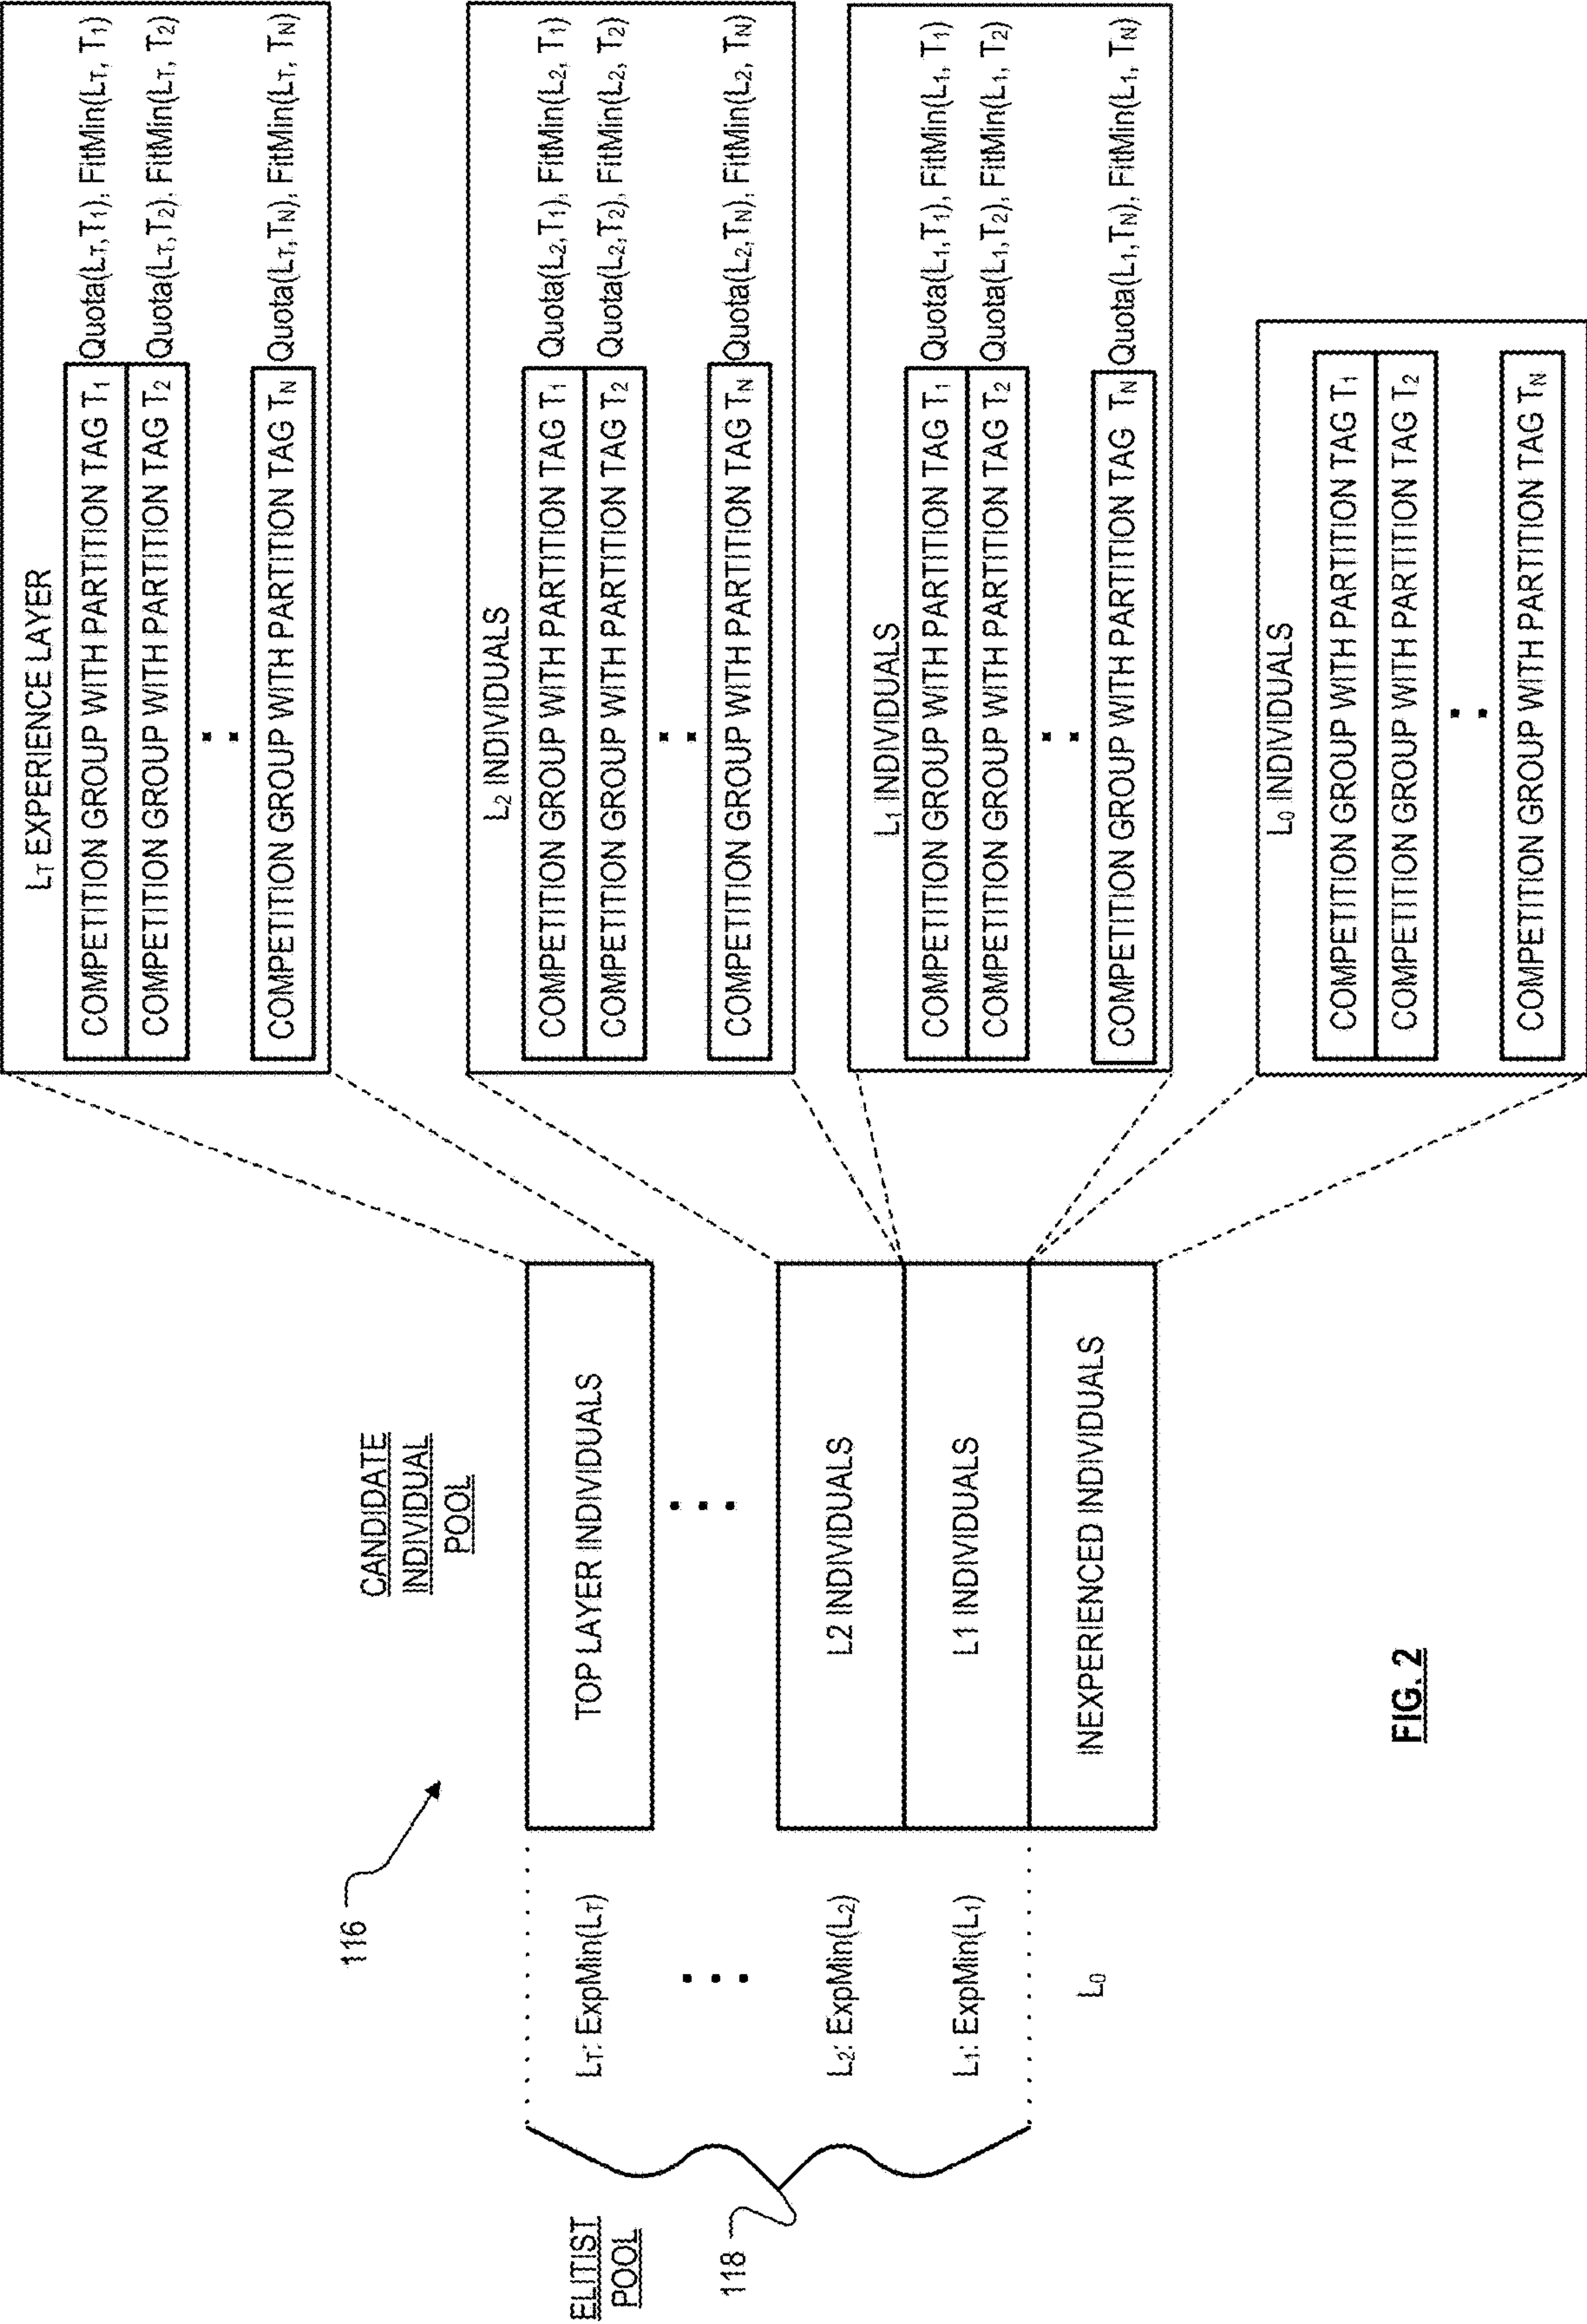 ELITIST
POOL
118
116
CANDIDATE
INDIVIDUAL
POOL
LT: ExpMin(LT)
L2: ExpMin(L2)
L1: ExpMin(L1)
L0
TOP LAYER INDIVIDUALS
L2 INDIVIDUALS
L1 INDIVIDUALS
INEXPERIENCED INDIVIDUALS
LT EXPERIENCE LAYER
COMPETITION GROUP WITH PARTITION TAG T1 Quota(LT,T1), FitMin(LT, T1)
COMPETITION GROUP WITH PARTITION TAG T2 Quota(LT,T2), FitMin(LT, T2)
COMPETITION GROUP WITH PARTITION TAG TN Quota(LT,TN), FitMin(LT, TN)
L2 INDIVIDUALS
COMPETITION GROUP WITH PARTITION TAG T1 Quota(L2,T1), FitMin(L2, T1)
COMPETITION GROUP WITH PARTITION TAG T2 Quota(L2,T2), FitMin(L2, T2)
COMPETITION GROUP WITH PARTITION TAG TN Quota(L2,TN), FitMin(L2, TN)
L1 INDIVIDUALS
COMPETITION GROUP WITH PARTITION TAG T1 Quota(L1,T1), FitMin(L1, T1)
COMPETITION GROUP WITH PARTITION TAG T2 Quota(L1,T2), FitMin(L1, T2)
COMPETITION GROUP WITH PARTITION TAG TN Quota(L1,TN), FitMin(L1, TN)
L0 INDIVIDUALS
COMPETITION GROUP WITH PARTITION TAG T1
COMPETITION GROUP WITH PARTITION TAG T2
COMPETITION GROUP WITH PARTITION TAG TN
FIG. 2